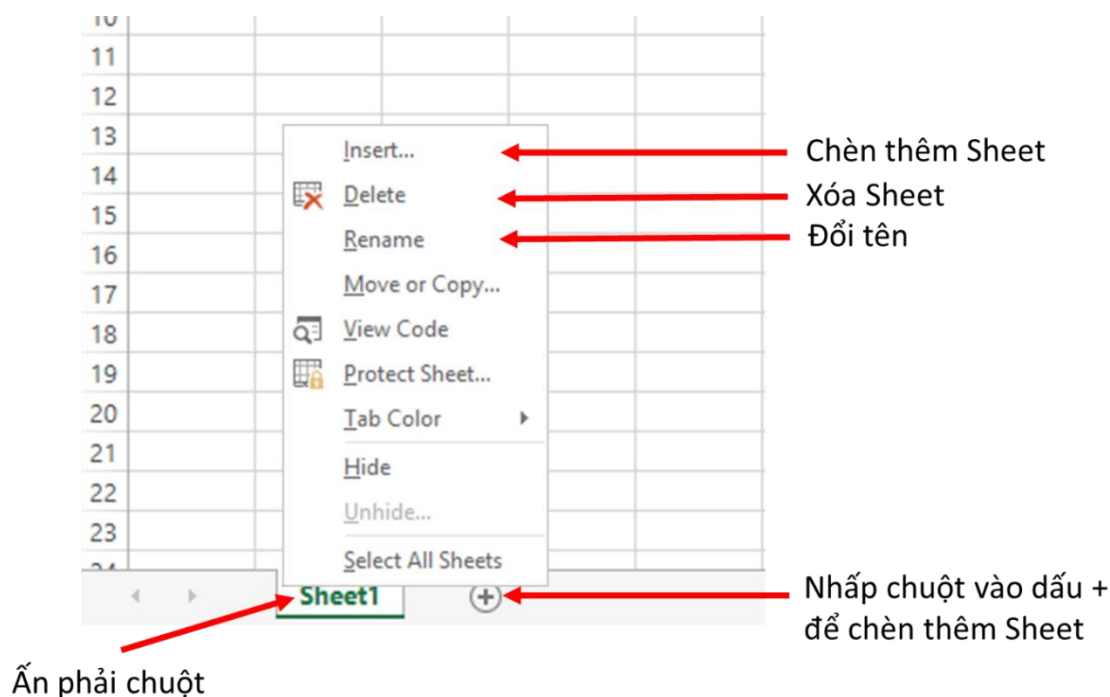 10
11
12
13
14
15
16
17
18
19
20
21
22
23
24
Insert...
Delete
Rename
Move or Copy...
View Code
Protect Sheet...
Tab Color
Hide
Unhide...
Select All Sheets
Sheet1
Chèn thêm Sheet
Xóa Sheet
Đổi tên
Nhấp chuột vào dấu +
để chèn thêm Sheet
Ấn phải chuột